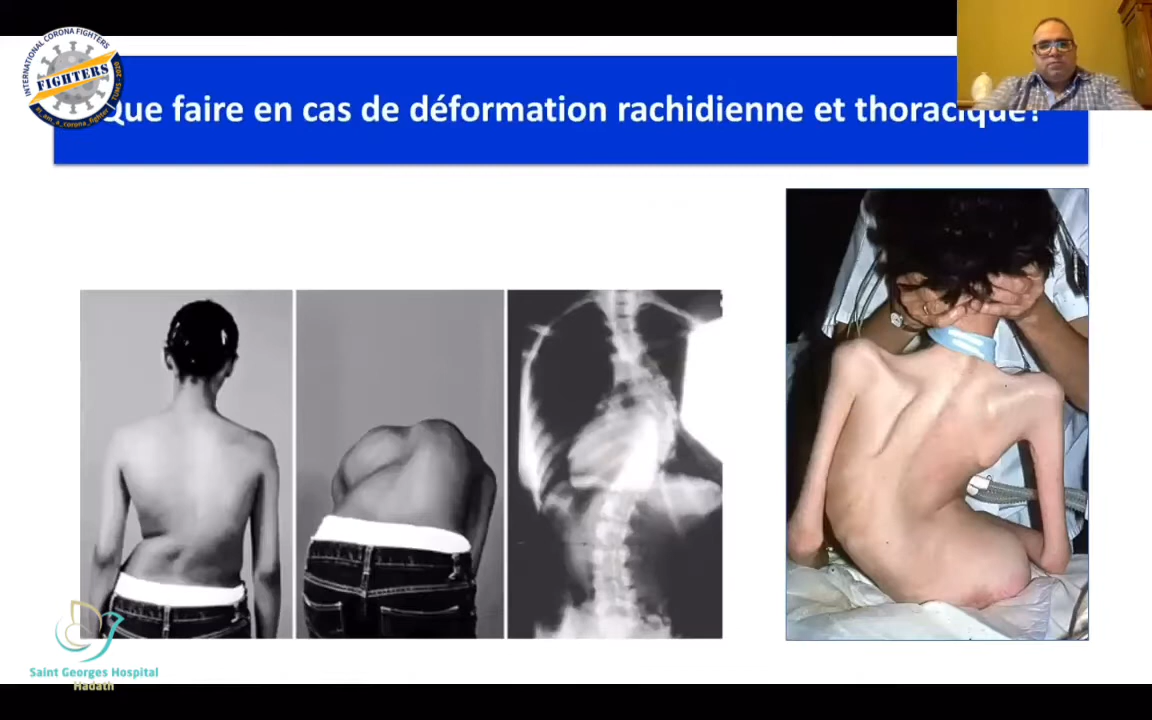 INTERNATIONAL CORONA FIGHTERS
FIGHTERS
Que faire en cas de déformation rachidienne et thoracique?
Saint Georges Hospital
Hadath